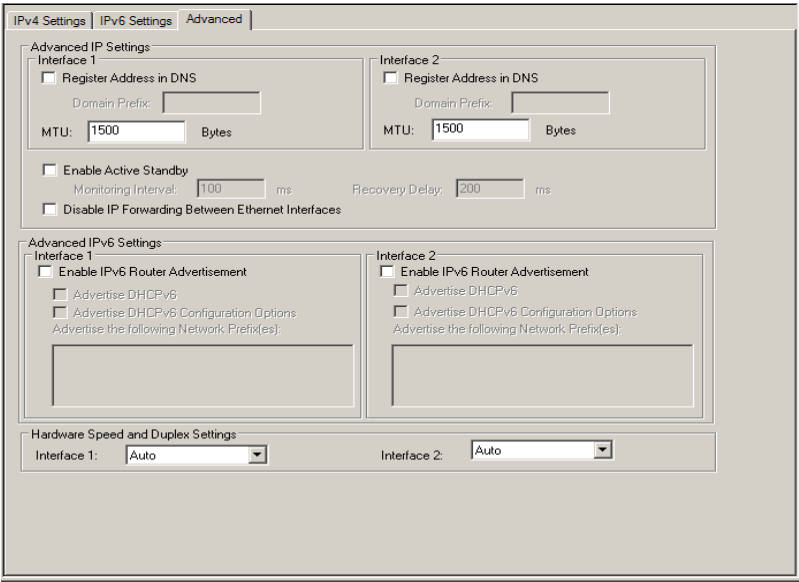 IPv4 Settings IPv6 Settings Advanced
Advanced IP Settings
Interface 1
Register Address in DNS
Domain Prefix:
MTU: 1500 Bytes
Interface 2
Register Address in DNS
Domain Prefix:
MTU: 1500 Bytes
Enable Active Standby
Monitoring Interval: 100 ms Recovery Delay: 200 ms
Disable IP Forwarding Between Ethernet Interfaces
Advanced IPv6 Settings
Interface 1
Enable IPv6 Router Advertisement
Advertise DHCPv6
Advertise DHCPv6 Configuration Options
Advertise the following Network Prefix(es):
Interface 2
Enable IPv6 Router Advertisement
Advertise DHCPv6
Advertise DHCPv6 Configuration Options
Advertise the following Network Prefix(es):
Hardware Speed and Duplex Settings
Interface 1: Auto Interface 2: Auto